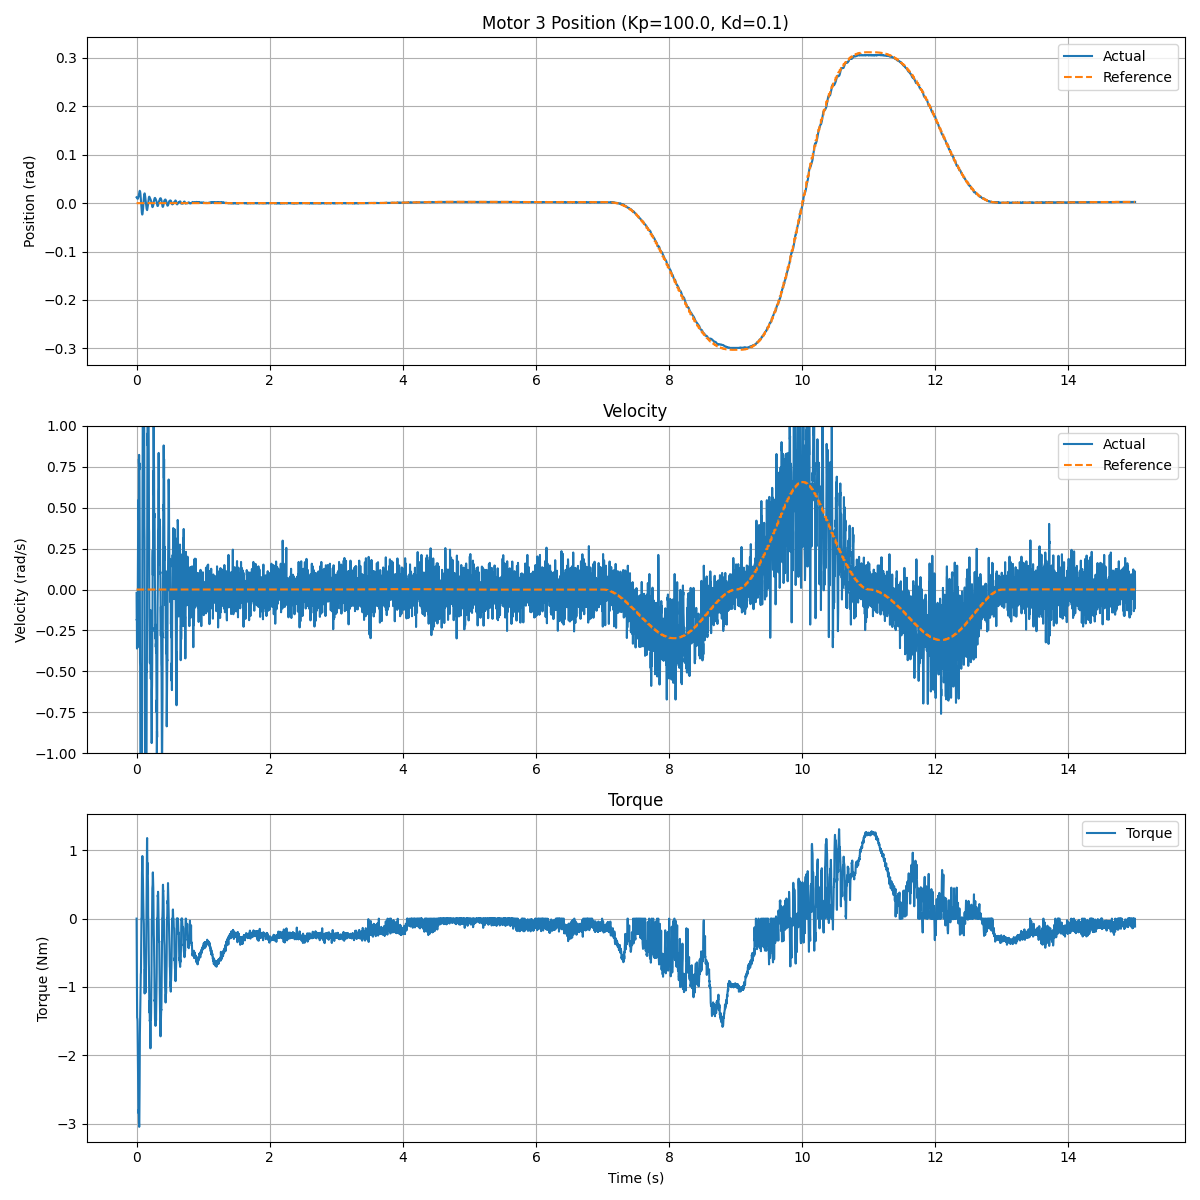 Motor 3 Position (Kp=100.0, Kd=0.1)
Position (rad)
0.3
0.2
0.1
0.0
−0.1
−0.2
−0.3
Actual
Reference
0 2 4 6 8 10 12 14
Velocity
Velocity (rad/s)
1.00
0.75
0.50
0.25
0.00
−0.25
−0.50
−0.75
−1.00
Actual
Reference
0 2 4 6 8 10 12 14
Torque
Torque (Nm)
1
0
−1
−2
−3
Torque
0 2 4 6 8 10 12 14
Time (s)